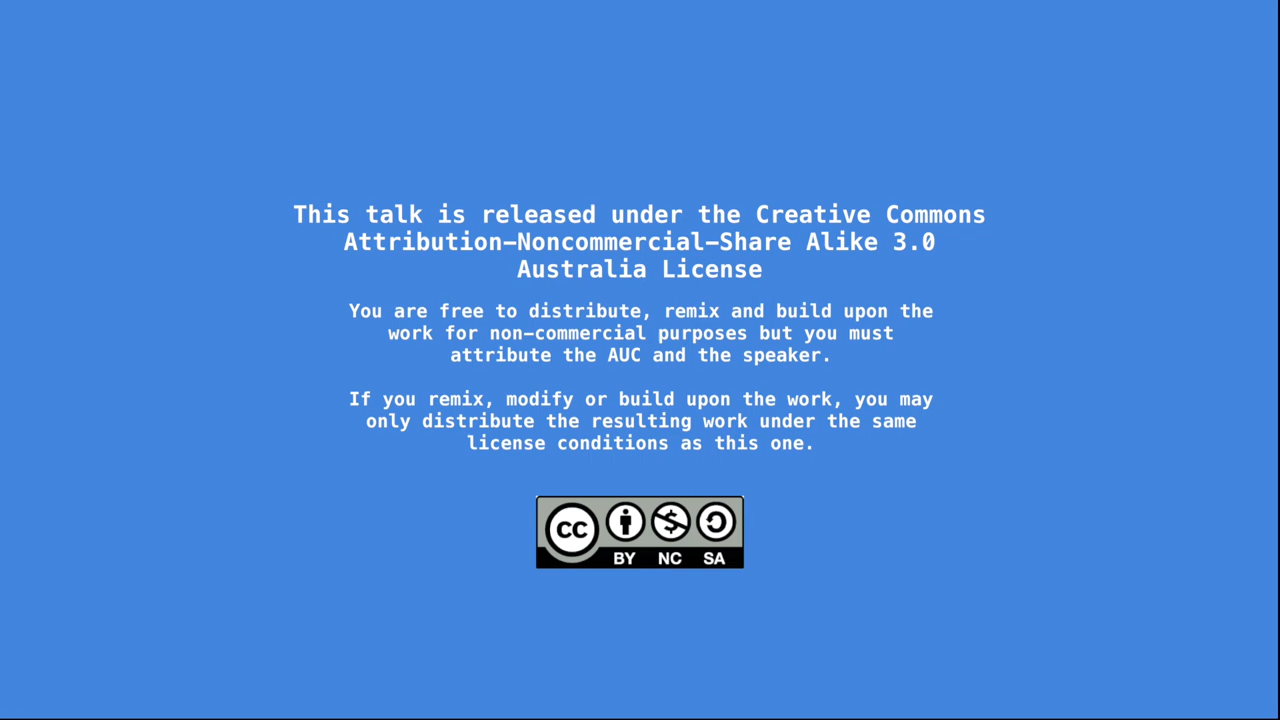 This talk is released under the Creative Commons
Attribution–Noncommercial–Share Alike 3.0
Australia License
You are free to distribute, remix and build upon the
work for non–commercial purposes but you must
attribute the AUC and the speaker.
If you remix, modify or build upon the work, you may
only distribute the resulting work under the same
license conditions as this one.
CC
BY NC SA